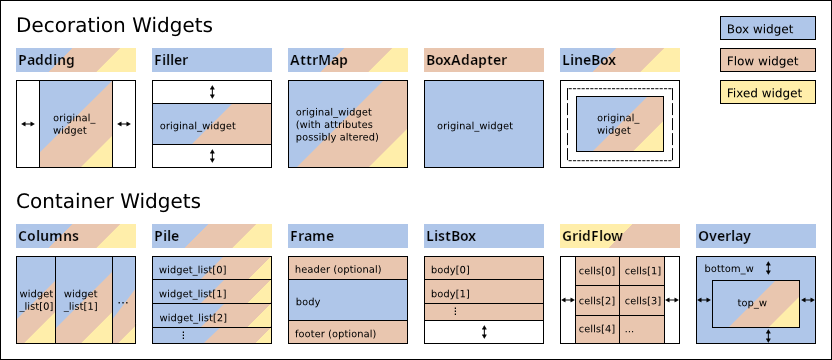 Decoration Widgets
Box widget
Flow widget
Fixed widget
Padding
Filler
AttrMap
BoxAdapter
LineBox
original_
widget
original_widget
original_widget
(with attributes
possibly altered)
original_widget
original_
widget
Container Widgets
Columns
Pile
Frame
ListBox
GridFlow
Overlay
widget
_list[0]
widget
_list[1]
...
widget_list[0]
widget_list[1]
widget_list[2]
⋮
header (optional)
body
footer (optional)
body[0]
body[1]
⋮
cells[0]
cells[1]
cells[2]
cells[3]
cells[4]
...
bottom_w
top_w